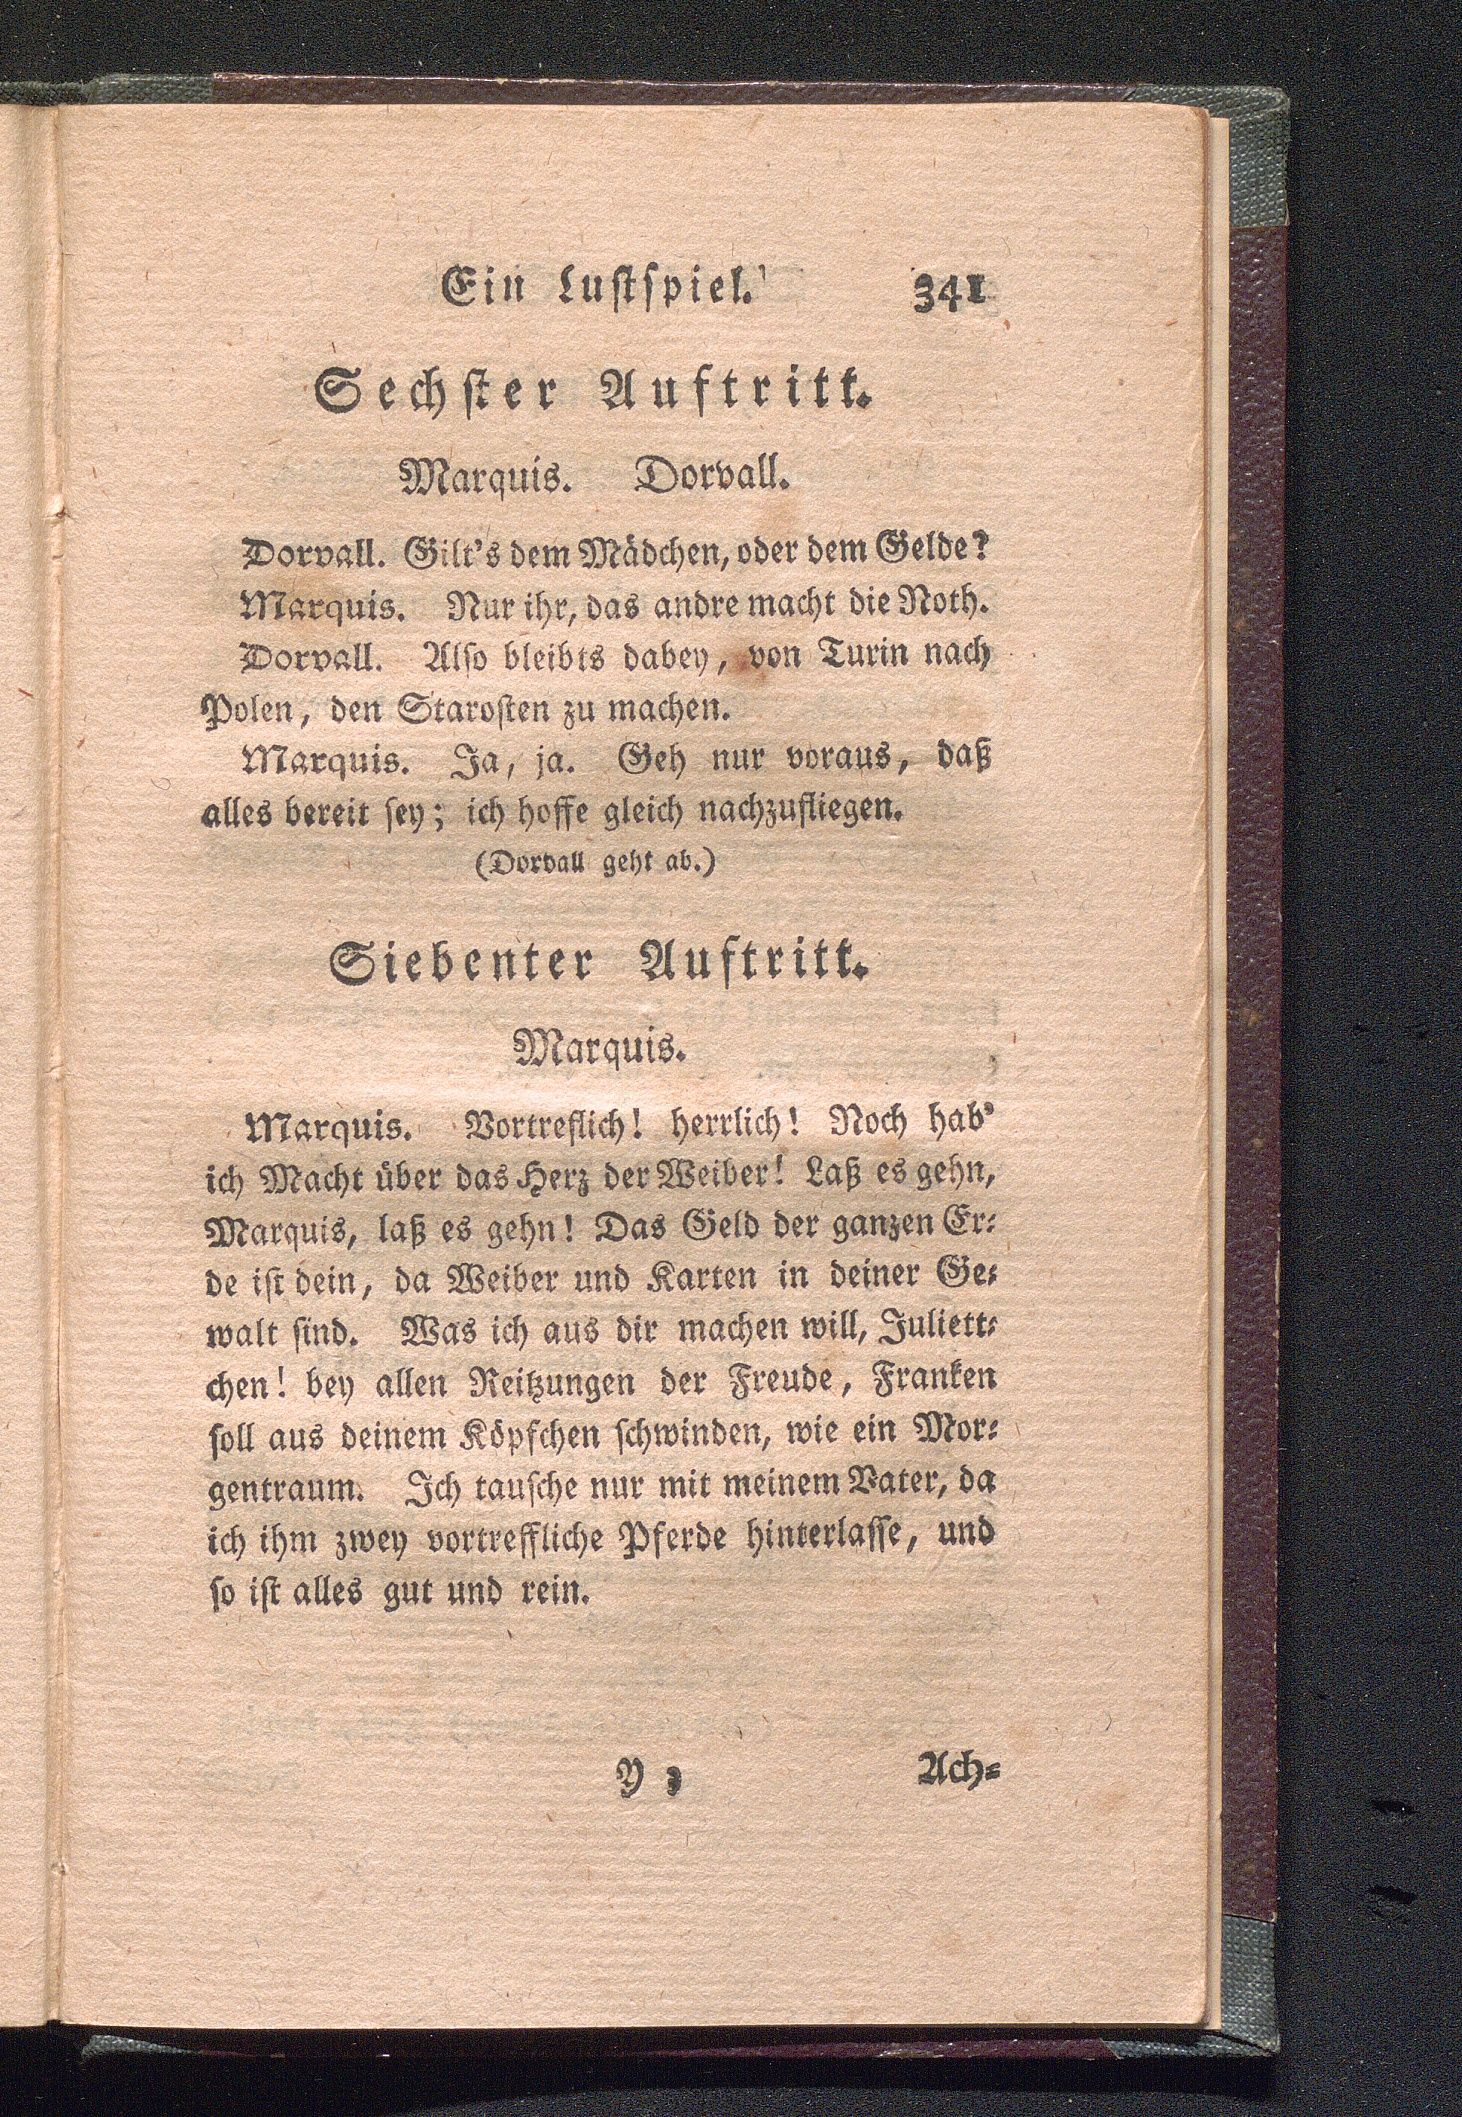 Ein Lustspiel. 341
Sechster Auftritt.
Marquis. Dorvall.
Dorvall. Gilt's dem Mädchen, oder dem Gelde?
Marquis. Nur ihr, das andre macht die Noth.
Dorvall. Also bleibts dabey, von Turin nach
Polen, den Starosten zu machen.
Marquis. Ja, ja. Geh nur voraus, daß
alles bereit sey; ich hoffe gleich nachzufliegen.
(Dorvall geht ab.)
Siebenter Auftritt.
Marquis.
Marquis. Vortreflich! herrlich! Noch hab'
ich Macht über das Herz der Weiber! Laß es gehn,
Marquis, laß es gehn! Das Geld der ganzen Er-
de ist dein, da Weiber und Karten in deiner Ge-
walt sind. Was ich aus dir machen will, Juliett-
chen! bey allen Reitzungen der Freude, Franken
soll aus deinem Köpfchen schwinden, wie ein Mor-
gentraum. Ich tausche nur mit meinem Vater, da
ich ihm zwey vortreffliche Pferde hinterlasse, und
so ist alles gut und rein.
Y 3 Ach-